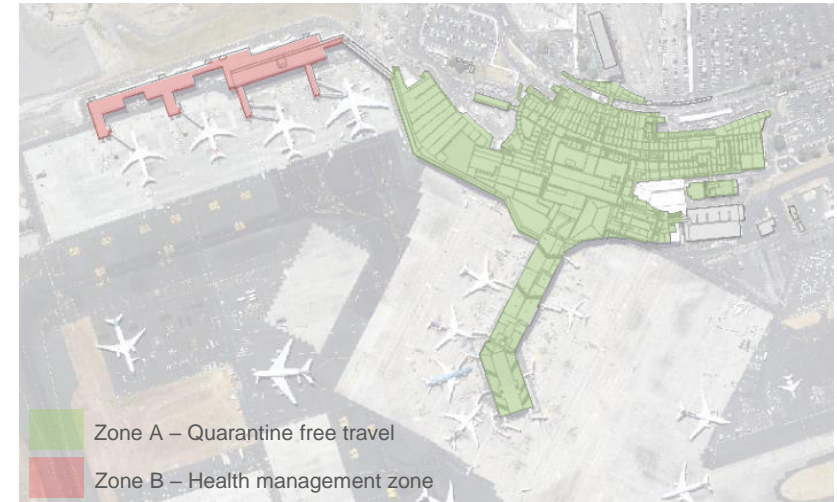 Zone A – Quarantine free travel
Zone B – Health management zone